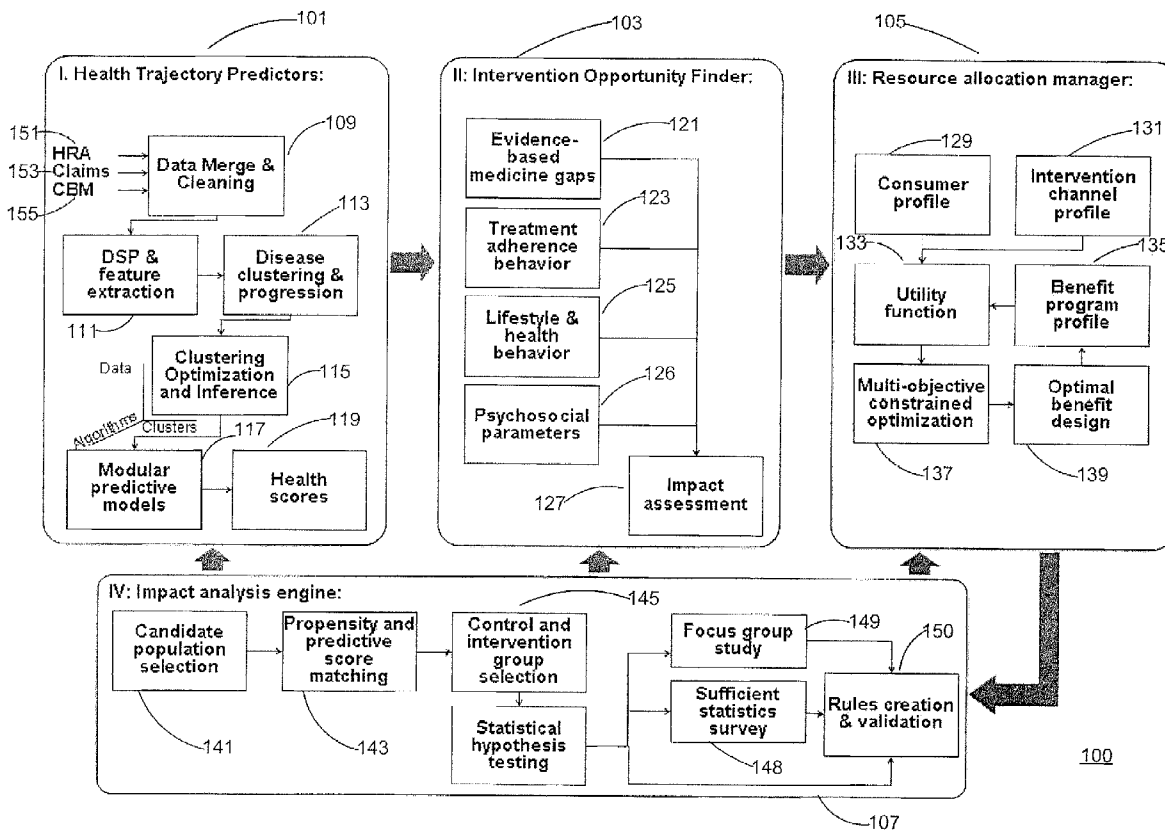 101
103
105
I. Health Trajectory Predictors:
151
HRA
153
Claims
CBM
155
Data Merge &
Cleaning
109
113
DSP &
feature
extraction
111
Disease
clustering &
progression
Clustering
Optimization
and Inference
115
Data
Algorithms
Clusters
117
119
Modular
predictive
models
Health
scores
II: Intervention Opportunity Finder:
Evidence-
based
medicine gaps
121
Treatment
adherence
behavior
123
Lifestyle &
health
behavior
125
Psychosocial
parameters
126
127
Impact
assessment
III: Resource allocation manager:
129
131
Consumer
profile
Intervention
channel
profile
133
135
Utility
function
Benefit
program
profile
Multi-objective
constrained
optimization
Optimal
benefit
design
137
139
IV: Impact analysis engine:
145
Candidate
population
selection
141
Propensity and
predictive
score
matching
143
Control and
intervention
group
selection
Statistical
hypothesis
testing
Focus group
study
149
Sufficient
statistics
survey
148
150
Rules creation
& validation
107
100